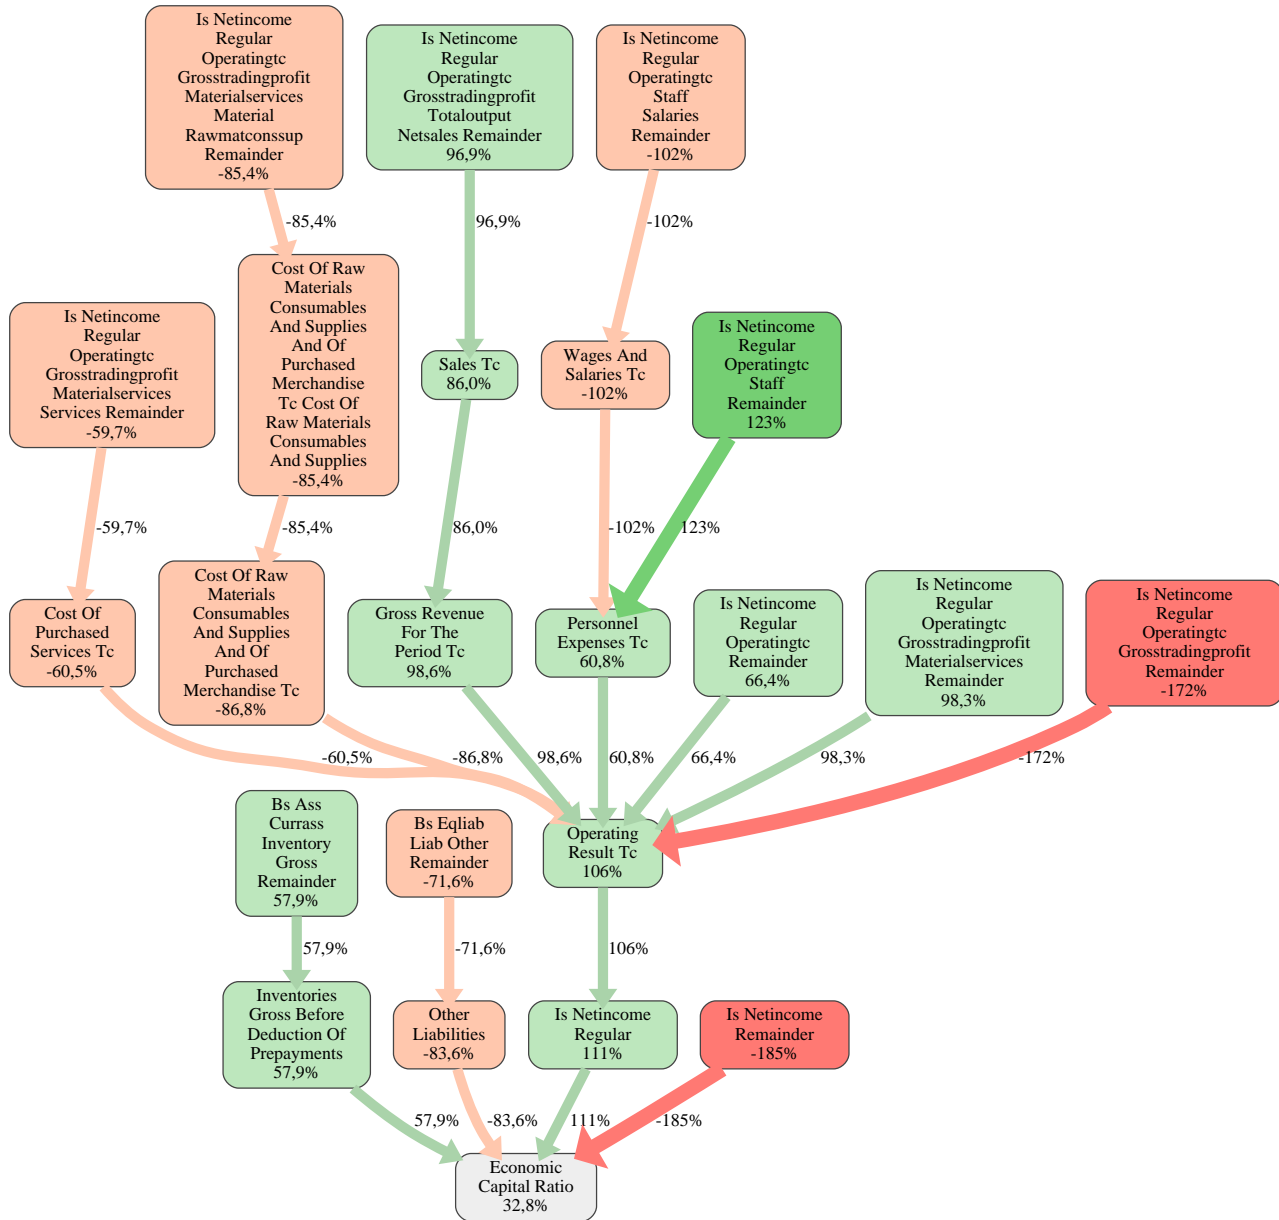 Is Netincome
Regular
Operatingtc
Grosstradingprofit
Materialservices
Material
Rawmatconssup
Remainder
-85,4%
Is Netincome
Regular
Operatingtc
Grosstradingprofit
Totaloutput
Netsales Remainder
96,9%
Is Netincome
Regular
Operatingtc
Staff
Salaries
Remainder
-102%
-85,4%
96,9%
-102%
Is Netincome
Regular
Operatingtc
Grosstradingprofit
Materialservices
Services Remainder
-59,7%
Cost Of Raw
Materials
Consumables
And Supplies
And Of
Purchased
Merchandise
Tc Cost Of
Raw Materials
Consumables
And Supplies
-85,4%
Sales Tc
86,0%
Wages And
Salaries Tc
-102%
Is Netincome
Regular
Operatingtc
Staff
Remainder
123%
-59,7%
-85,4%
86,0%
-102%
123%
Cost Of
Purchased
Services Tc
-60,5%
Cost Of Raw
Materials
Consumables
And Supplies
And Of
Purchased
Merchandise Tc
-86,8%
Gross Revenue
For The
Period Tc
98,6%
Personnel
Expenses Tc
60,8%
Is Netincome
Regular
Operatingtc
Remainder
66,4%
Is Netincome
Regular
Operatingtc
Grosstradingprofit
Materialservices
Remainder
98,3%
Is Netincome
Regular
Operatingtc
Grosstradingprofit
Remainder
-172%
-60,5%
-86,8%
98,6%
60,8%
66,4%
98,3%
-172%
Bs Ass
Currass
Inventory
Gross
Remainder
57,9%
Bs Eqliab
Liab Other
Remainder
-71,6%
Operating
Result Tc
106%
57,9%
-71,6%
106%
Inventories
Gross Before
Deduction Of
Prepayments
57,9%
Other
Liabilities
-83,6%
Is Netincome
Regular
111%
Is Netincome
Remainder
-185%
57,9%
-83,6%
111%
-185%
Economic
Capital Ratio
32,8%